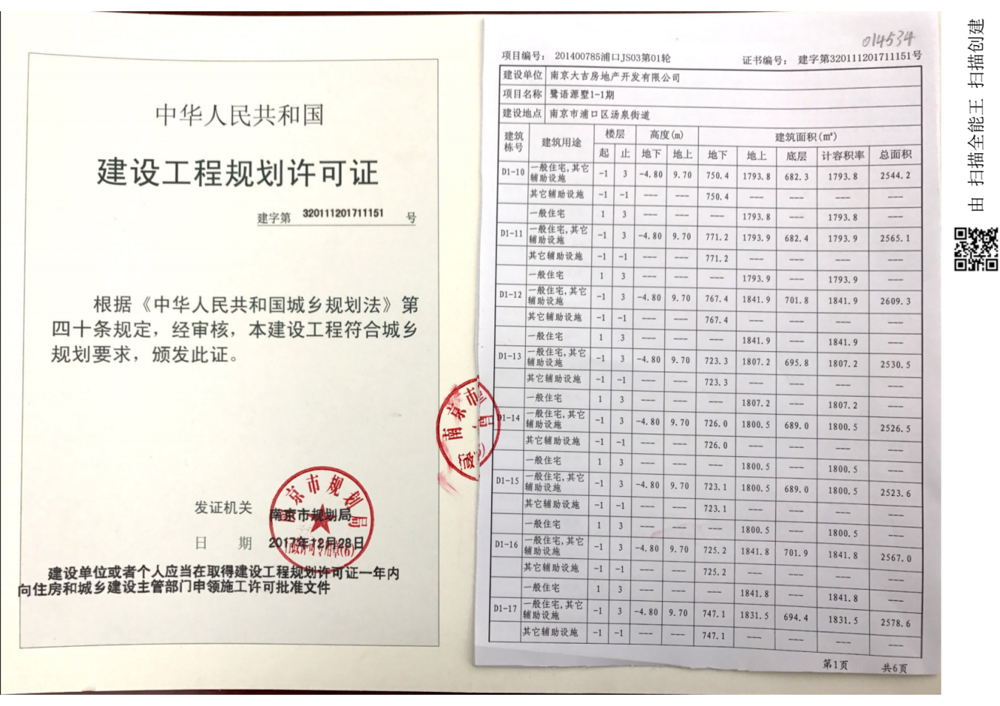 中华人民共和国
建设工程规划许可证
建字第 320111201711151 号
根据《中华人民共和国城乡规划法》第
四十条规定，经审核，本建设工程符合城乡
规划要求，颁发此证。
发证机关 南京市规划局
日 期 2017年12月28日
建设单位或者个人应当在取得建设工程规划许可证一年内
向住房和城乡建设主管部门申领施工许可批准文件
南京市规划局
014534
项目编号： 201400785浦口JS03第01轮 证书编号： 建字第320111201711151号
建设单位 南京大吉房地产开发有限公司
项目名称 鹭语源墅1-1期
建设地点 南京市浦口区汤泉街道
建筑栋号 建筑用途 楼层 高度(m) 建筑面积(m²)
起 止 地下 地上 地下 地上 底层 计容积率 总面积
D1-10 一般住宅,其它辅助设施 -1 3 -4.80 9.70 750.4 1793.8 682.3 1793.8 2544.2
其它辅助设施 -1 -1 --- --- 750.4 --- --- --- ---
一般住宅 1 3 --- --- --- 1793.8 --- 1793.8 ---
D1-11 一般住宅,其它辅助设施 -1 3 -4.80 9.70 771.2 1793.9 682.4 1793.9 2565.1
其它辅助设施 -1 -1 --- --- 771.2 --- --- --- ---
一般住宅 1 3 --- --- --- 1793.9 --- 1793.9 ---
D1-12 一般住宅,其它辅助设施 -1 3 -4.80 9.70 767.4 1841.9 701.8 1841.9 2609.3
其它辅助设施 -1 -1 --- --- 767.4 --- --- --- ---
一般住宅 1 3 --- --- --- 1841.9 --- 1841.9 ---
D1-13 一般住宅,其它辅助设施 -1 3 -4.80 9.70 723.3 1807.2 695.8 1807.2 2530.5
其它辅助设施 -1 -1 --- --- 723.3 --- --- --- ---
一般住宅 1 3 --- --- --- 1807.2 --- 1807.2 ---
D1-14 一般住宅,其它辅助设施 -1 3 -4.80 9.70 726.0 1800.5 689.0 1800.5 2526.5
其它辅助设施 -1 -1 --- --- 726.0 --- --- --- ---
一般住宅 1 3 --- --- --- 1800.5 --- 1800.5 ---
D1-15 一般住宅,其它辅助设施 -1 3 -4.80 9.70 723.1 1800.5 689.0 1800.5 2523.6
其它辅助设施 -1 -1 --- --- 723.1 --- --- --- ---
一般住宅 1 3 --- --- --- 1800.5 --- 1800.5 ---
D1-16 一般住宅,其它辅助设施 -1 3 -4.80 9.70 725.2 1841.8 701.9 1841.8 2567.0
其它辅助设施 -1 -1 --- --- 725.2 --- --- --- ---
一般住宅 1 3 --- --- --- 1841.8 --- 1841.8 ---
D1-17 一般住宅,其它辅助设施 -1 3 -4.80 9.70 747.1 1831.5 694.4 1831.5 2578.6
其它辅助设施 -1 -1 --- --- 747.1 --- --- --- ---
第1页 共6页
由 扫描全能王 扫描创建